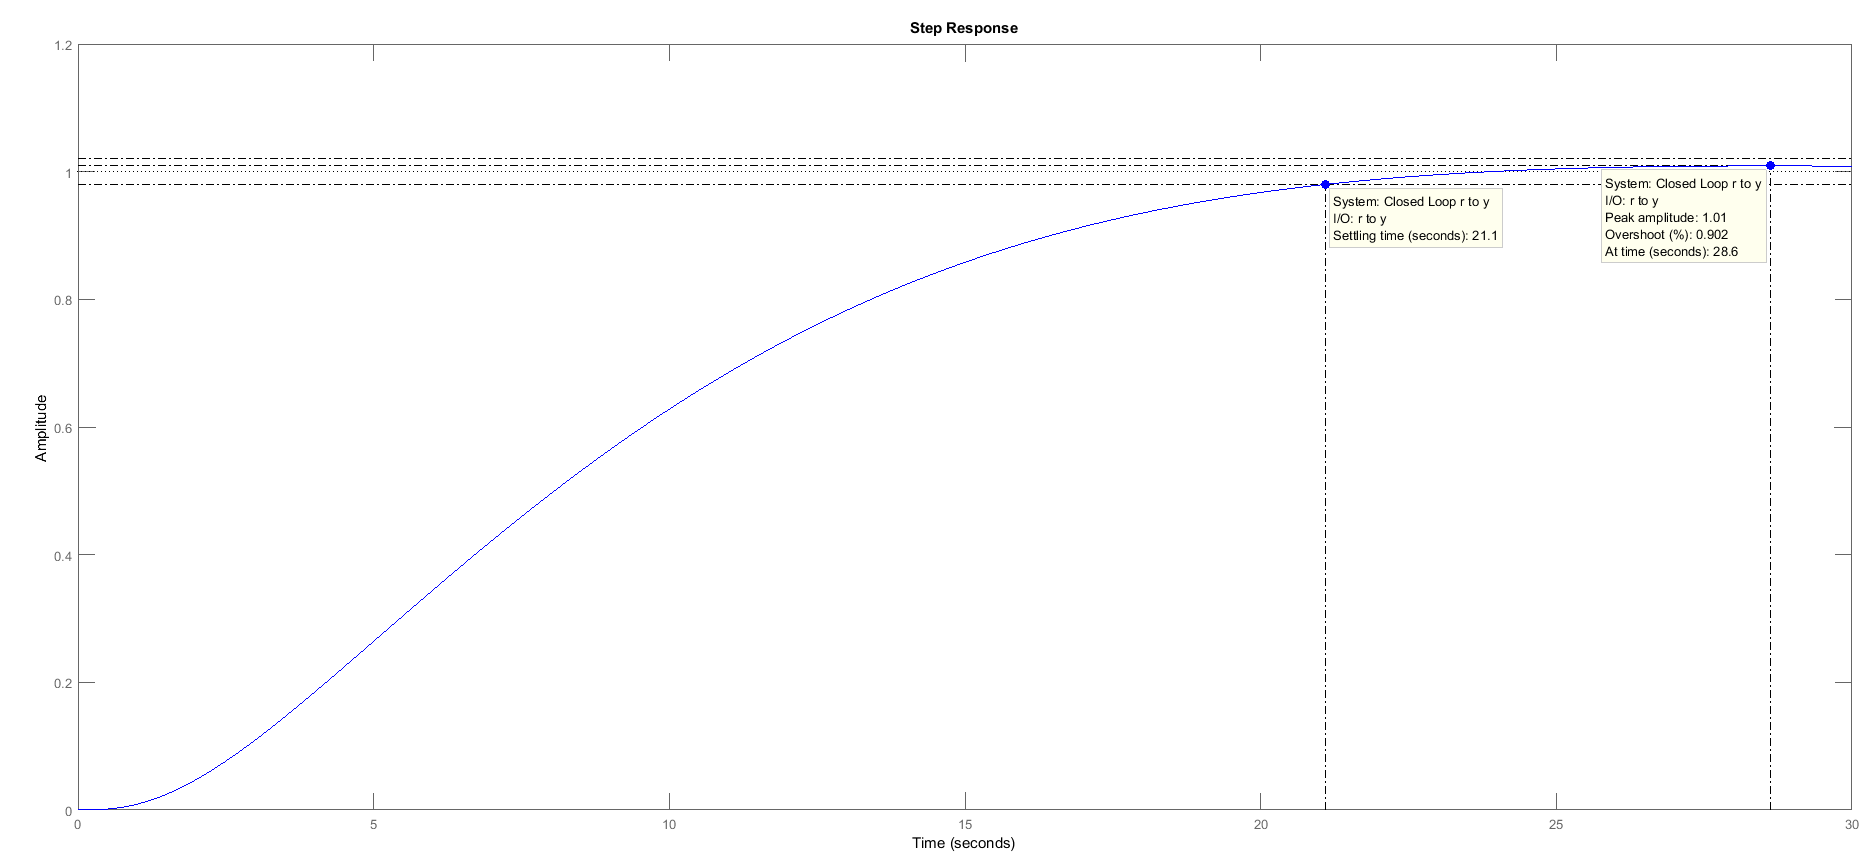 Step Response
1.2
1
0.8
0.6
0.4
0.2
0
Amplitude
System: Closed Loop r to y
I/O: r to y
Settling time (seconds): 21.1
System: Closed Loop r to y
I/O: r to y
Peak amplitude: 1.01
Overshoot (%): 0.902
At time (seconds): 28.6
0 5 10 15 20 25 30
Time (seconds)